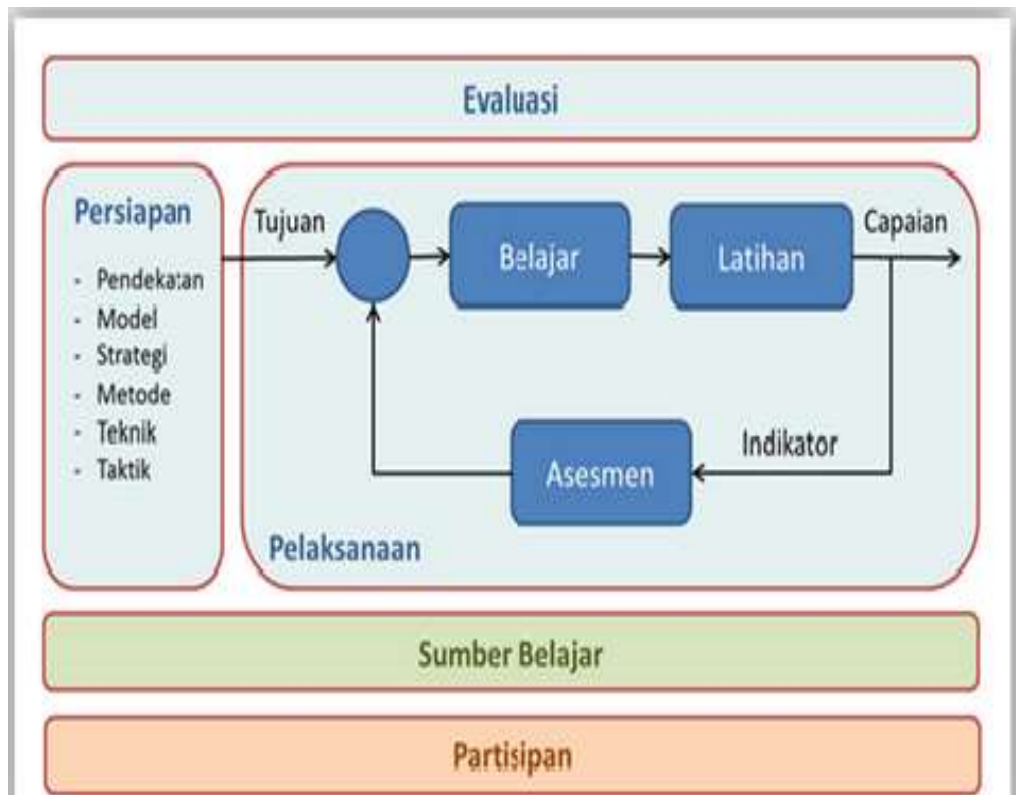 Evaluasi
Persiapan
- Pendekatan
- Model
- Strategi
- Metode
- Teknik
- Taktik
Tujuan
Belajar
Latihan
Capaian
Indikator
Asesmen
Pelaksanaan
Sumber Belajar
Partisipan